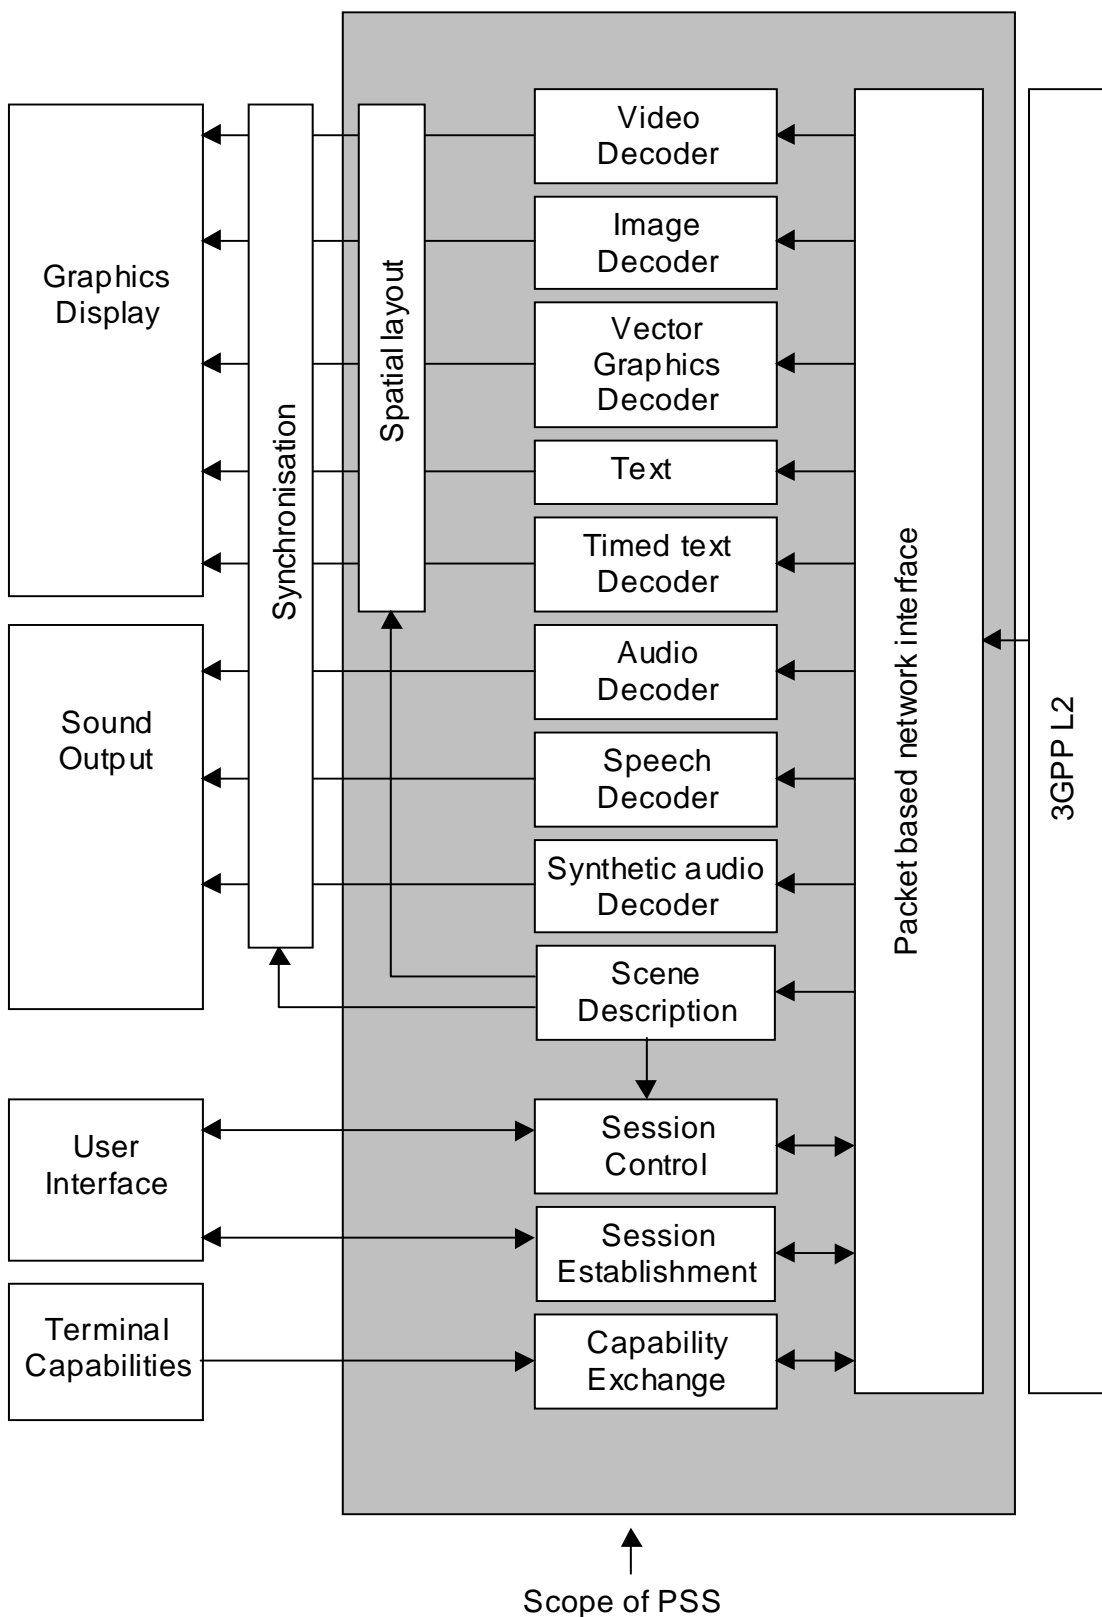 Video
Decoder
Image
Decoder
Graphics
Display
Vector
Graphics
Decoder
Spatial layout
Synchronisation
Text
Timed text
Decoder
Packet based network interface
3GPP L2
Audio
Decoder
Sound
Output
Speech
Decoder
Synthetic audio
Decoder
Scene
Description
User
Interface
Session
Control
Session
Establishment
Terminal
Capabilities
Capability
Exchange
Scope of PSS